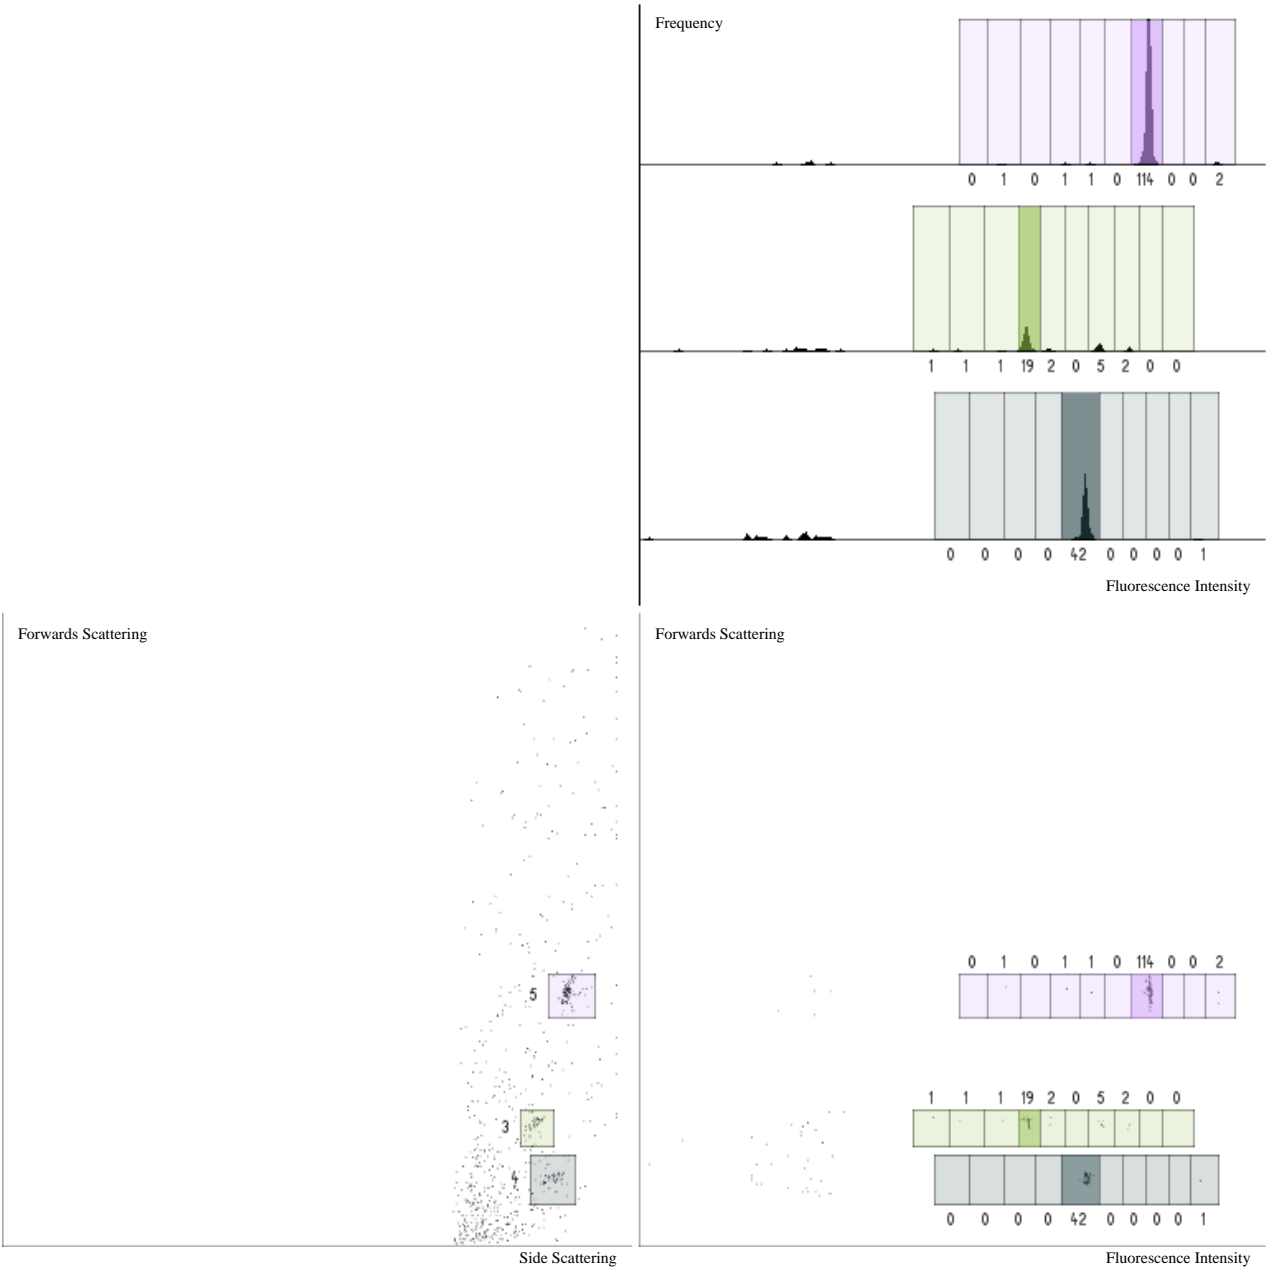 Frequency
0 1 0 1 1 0 114 0 0 2
1 1 1 19 2 0 5 2 0 0
0 0 0 0 42 0 0 0 0 1
Fluorescence Intensity
Forwards Scattering
5
3
4
Side Scattering
Forwards Scattering
0 1 0 1 1 0 114 0 0 2
1 1 1 19 2 0 5 2 0 0
0 0 0 0 42 0 0 0 0 1
Fluorescence Intensity